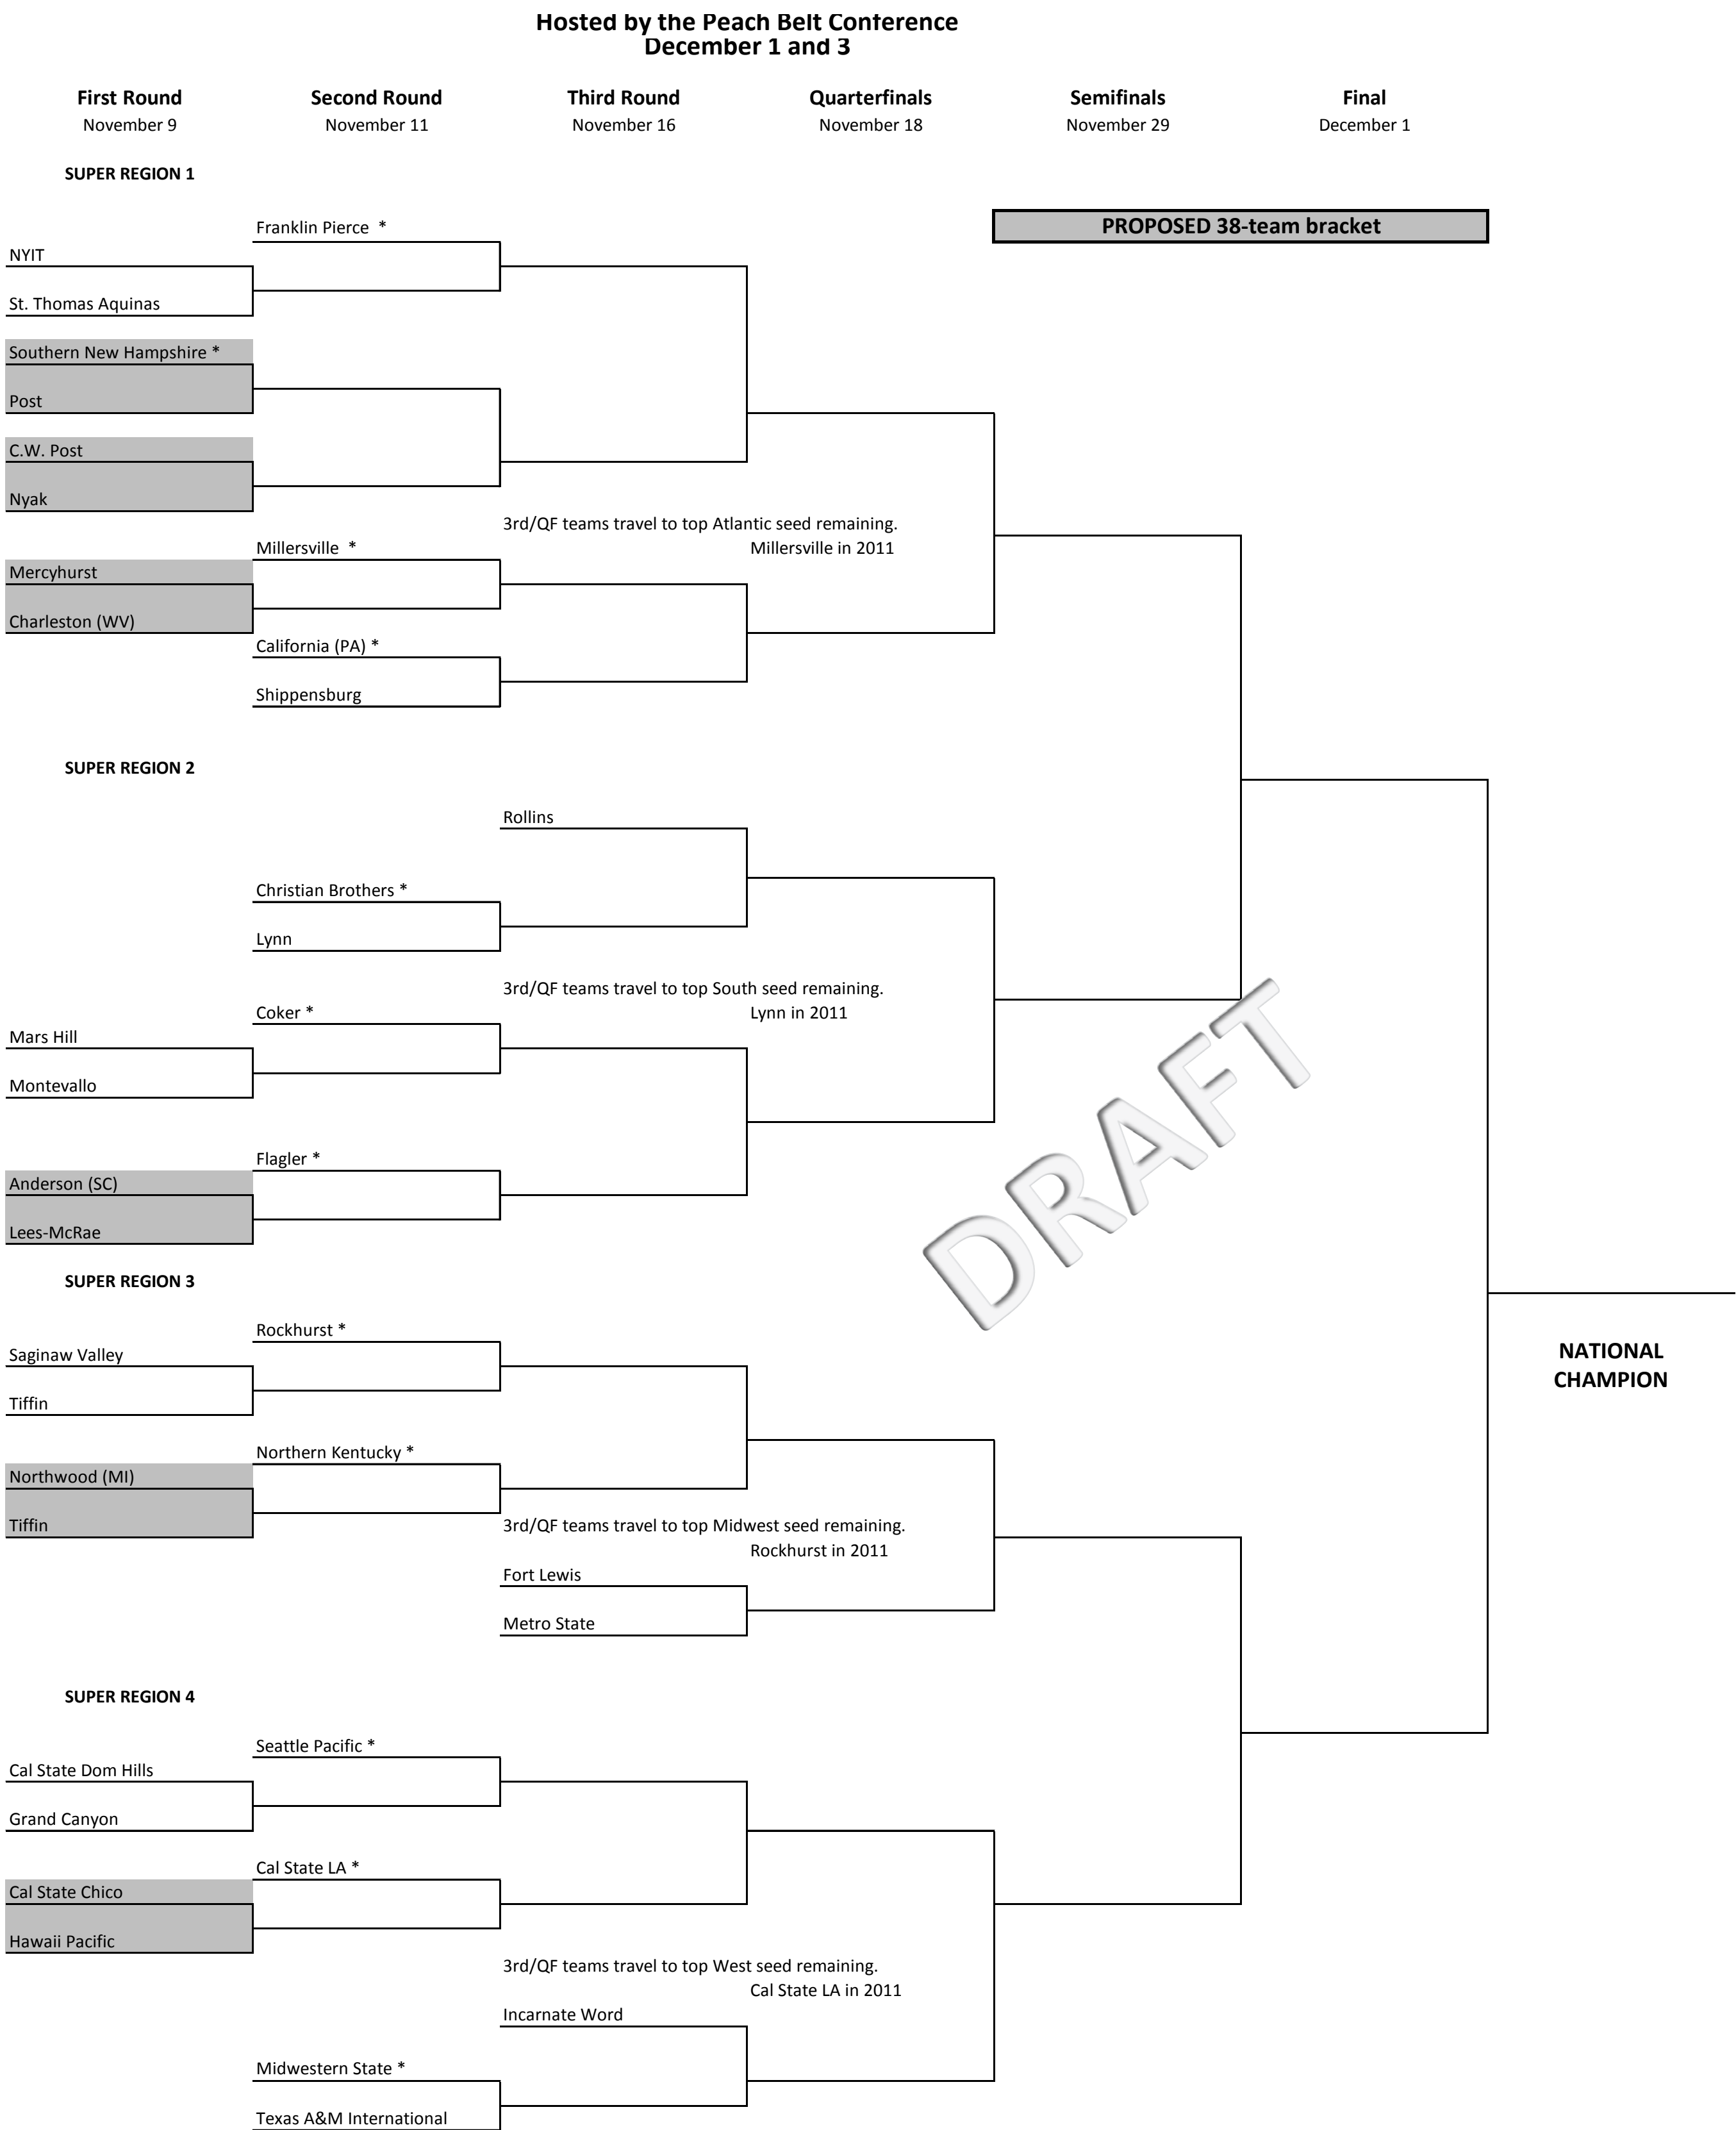 Hosted by the Peach Belt Conference
December 1 and 3
First Round Second Round Third Round Quarterfinals Semifinals Final
November 9 November 11 November 16 November 18 November 29 December 1
SUPER REGION 1
PROPOSED 38-team bracket
Franklin Pierce *
NYIT
St. Thomas Aquinas
Southern New Hampshire *
Post
C.W. Post
Nyak
3rd/QF teams travel to top Atlantic seed remaining.
Millersville *
Millersville in 2011
Mercyhurst
Charleston (WV)
California (PA) *
Shippensburg
SUPER REGION 2
Rollins
Christian Brothers *
Lynn
3rd/QF teams travel to top South seed remaining.
Coker *
Lynn in 2011
Mars Hill
Montevallo
Flagler *
Anderson (SC)
Lees-McRae
DRAFT
SUPER REGION 3
Rockhurst *
Saginaw Valley
Tiffin
NATIONAL
CHAMPION
Northern Kentucky *
Northwood (MI)
Tiffin
3rd/QF teams travel to top Midwest seed remaining.
Rockhurst in 2011
Fort Lewis
Metro State
SUPER REGION 4
Seattle Pacific *
Cal State Dom Hills
Grand Canyon
Cal State LA *
Cal State Chico
Hawaii Pacific
3rd/QF teams travel to top West seed remaining.
Cal State LA in 2011
Incarnate Word
Midwestern State *
Texas A&M International